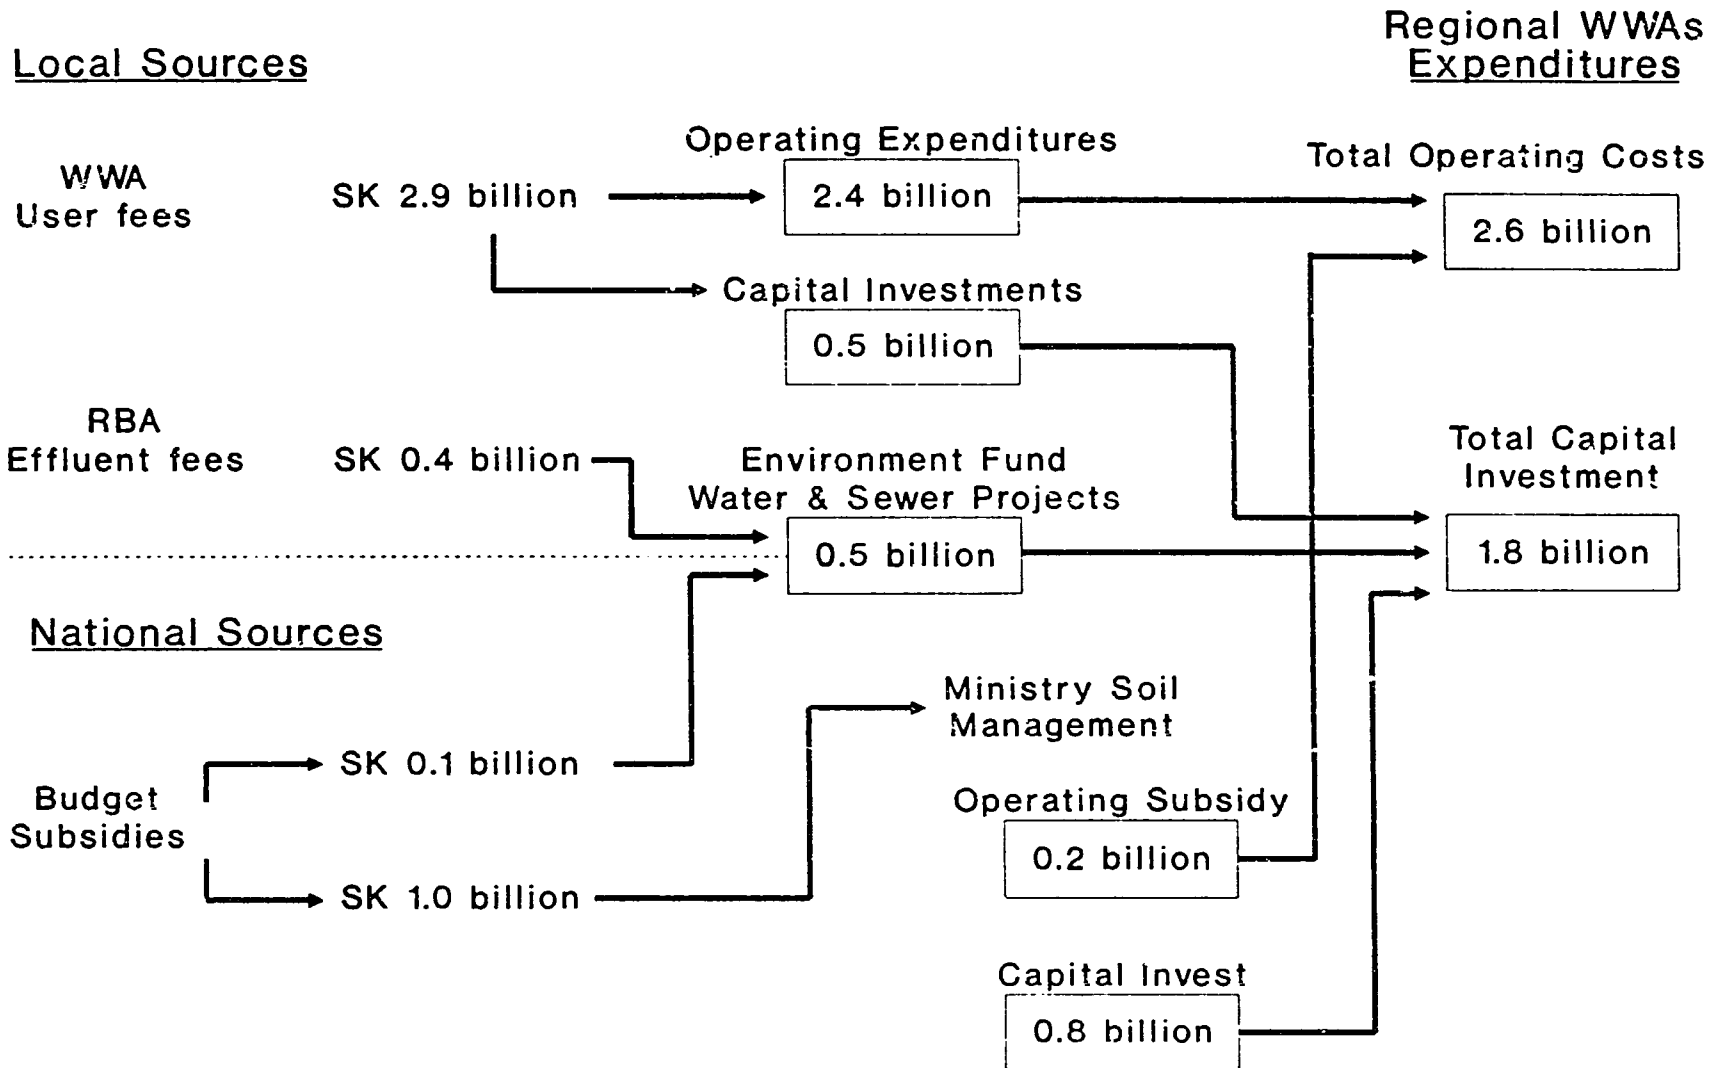 Regional WWAs
Expenditures
Local Sources
Operating Expenditures
Total Operating Costs
WWA
User fees
SK 2.9 billion
2.4 billion
2.6 billion
Capital Investments
0.5 billion
RBA
Effluent fees
SK 0.4 billion
Environment Fund
Water & Sewer Projects
0.5 billion
Total Capital
Investment
1.8 billion
National Sources
Ministry Soil
Management
Budget
Subsidies
SK 0.1 billion
SK 1.0 billion
Operating Subsidy
0.2 billion
Capital Invest
0.8 billion